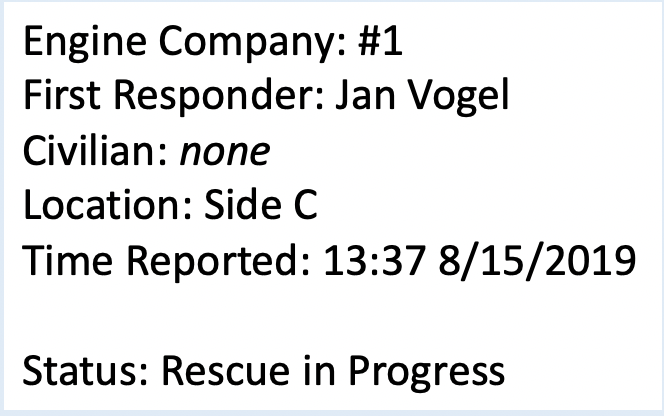 Engine Company: #1
First Responder: Jan Vogel
Civilian: none
Location: Side C
Time Reported: 13:37 8/15/2019
Status: Rescue in Progress